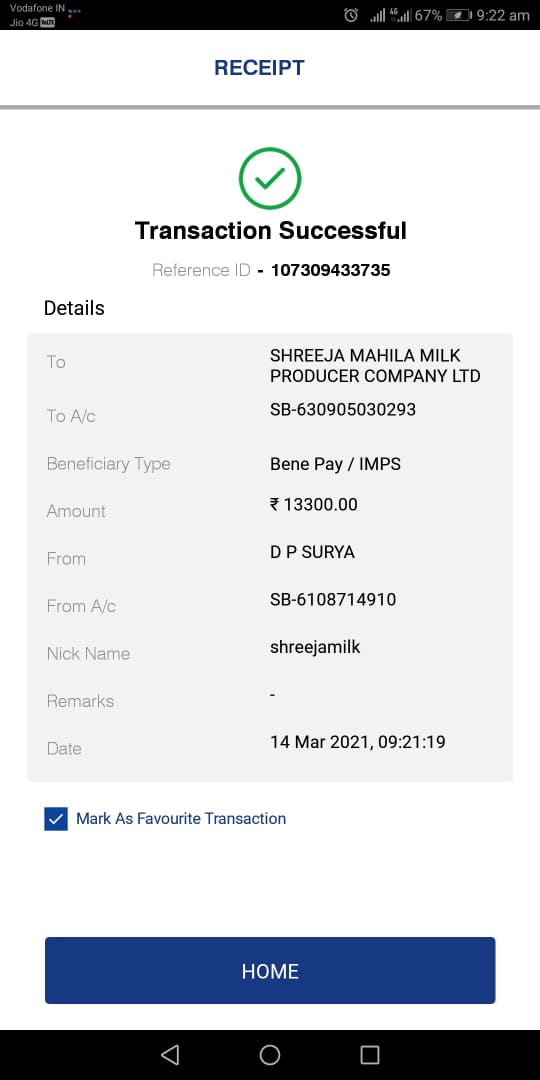 Vodafone IN
Jio 4G VoLTE
4G 67% 9:22 am
RECEIPT
Transaction Successful
Reference ID - 107309433735
Details
To SHREEJA MAHILA MILK
PRODUCER COMPANY LTD
To A/c SB-630905030293
Beneficiary Type Bene Pay / IMPS
Amount ₹ 13300.00
From D P SURYA
From A/c SB-6108714910
Nick Name shreejamilk
Remarks -
Date 14 Mar 2021, 09:21:19
Mark As Favourite Transaction
HOME